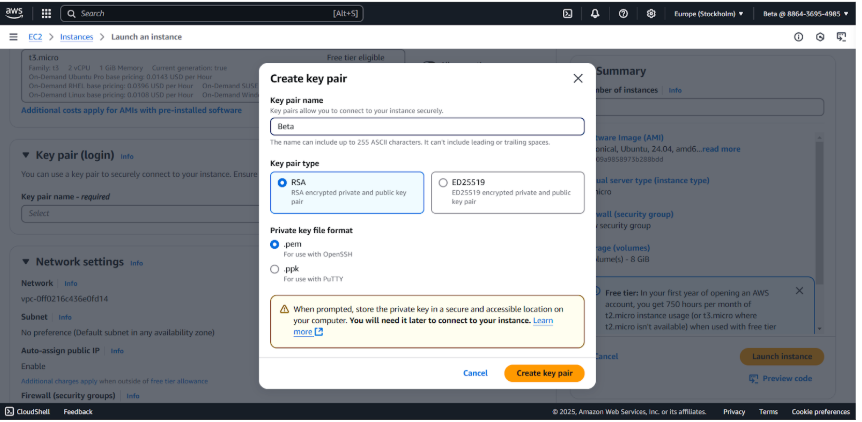 aws
Search
[Alt+S]
Europe (Stockholm)
Beta @ 8864-3695-4985
EC2 > Instances > Launch an instance
t3.micro
Free tier eligible
Family: t3 2 vCPU 1 GiB Memory Current generation: true
On-Demand Ubuntu Pro base pricing: 0.0143 USD per Hour
On-Demand RHEL base pricing: 0.0396 USD per Hour On-Demand SUSE
On-Demand Linux base pricing: 0.0108 USD per Hour On-Demand
Additional costs apply for AMIs with pre-installed software
Key pair (login) Info
You can use a key pair to securely connect to your instance. Ensure
Key pair name - required
Select
Network settings Info
Network Info
vpc-0ff0216c436e0fd14
Subnet Info
No preference (Default subnet in any availability zone)
Auto-assign public IP Info
Enable
Additional charges apply when outside of free tier allowance
Firewall (security groups) Info
Create key pair
Key pair name
Key pairs allow you to connect to your instance securely.
Beta
The name can include up to 255 ASCII characters. It can't include leading or trailing spaces.
Key pair type
RSA
RSA encrypted private and public key
pair
ED25519
ED25519 encrypted private and public
key pair
Private key file format
.pem
For use with OpenSSH
.ppk
For use with PuTTY
When prompted, store the private key in a secure and accessible location on
your computer. You will need it later to connect to your instance. Learn
more
Cancel
Create key pair
Summary
nber of instances Info
tware Image (AMI)
onical, Ubuntu, 24.04, amd6...read more
ual server type (instance type)
micro
wall (security group)
security group
rage (volumes)
lume(s) - 8 GiB
Free tier: In your first year of opening an AWS
account, you get 750 hours per month of
t2.micro instance usage (or t3.micro where
t2.micro isn't available) when used with free tier
ancel
Launch instance
Preview code
CloudShell
Feedback
© 2025, Amazon Web Services, Inc. or its affiliates.
Privacy
Terms
Cookie preferences